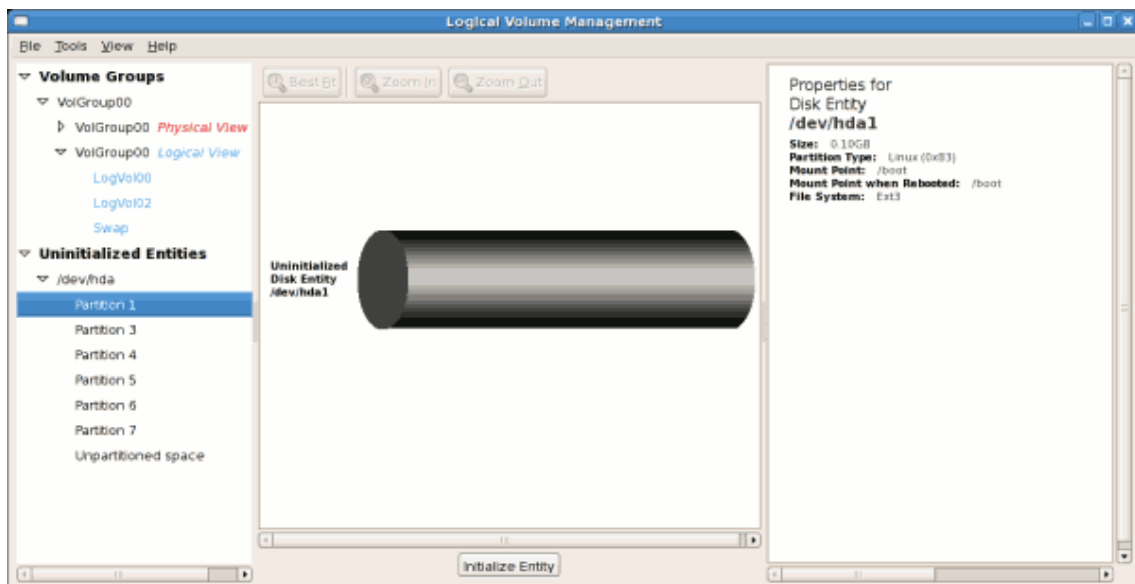 Logical Volume Management
File Tools View Help
Volume Groups
VolGroup00
VolGroup00 Physical View
VolGroup00 Logical View
LogVol00
LogVol02
Swap
Uninitialized Entities
/dev/hda
Partition 1
Partition 3
Partition 4
Partition 5
Partition 6
Partition 7
Unpartitioned space
Best Fit Zoom In Zoom Out
Uninitialized
Disk Entity
/dev/hda1
Initialize Entity
Properties for
Disk Entity
/dev/hda1
Size: 0.10GB
Partition Type: Linux (0x83)
Mount Point: /boot
Mount Point when Rebooted: /boot
File System: Ext3